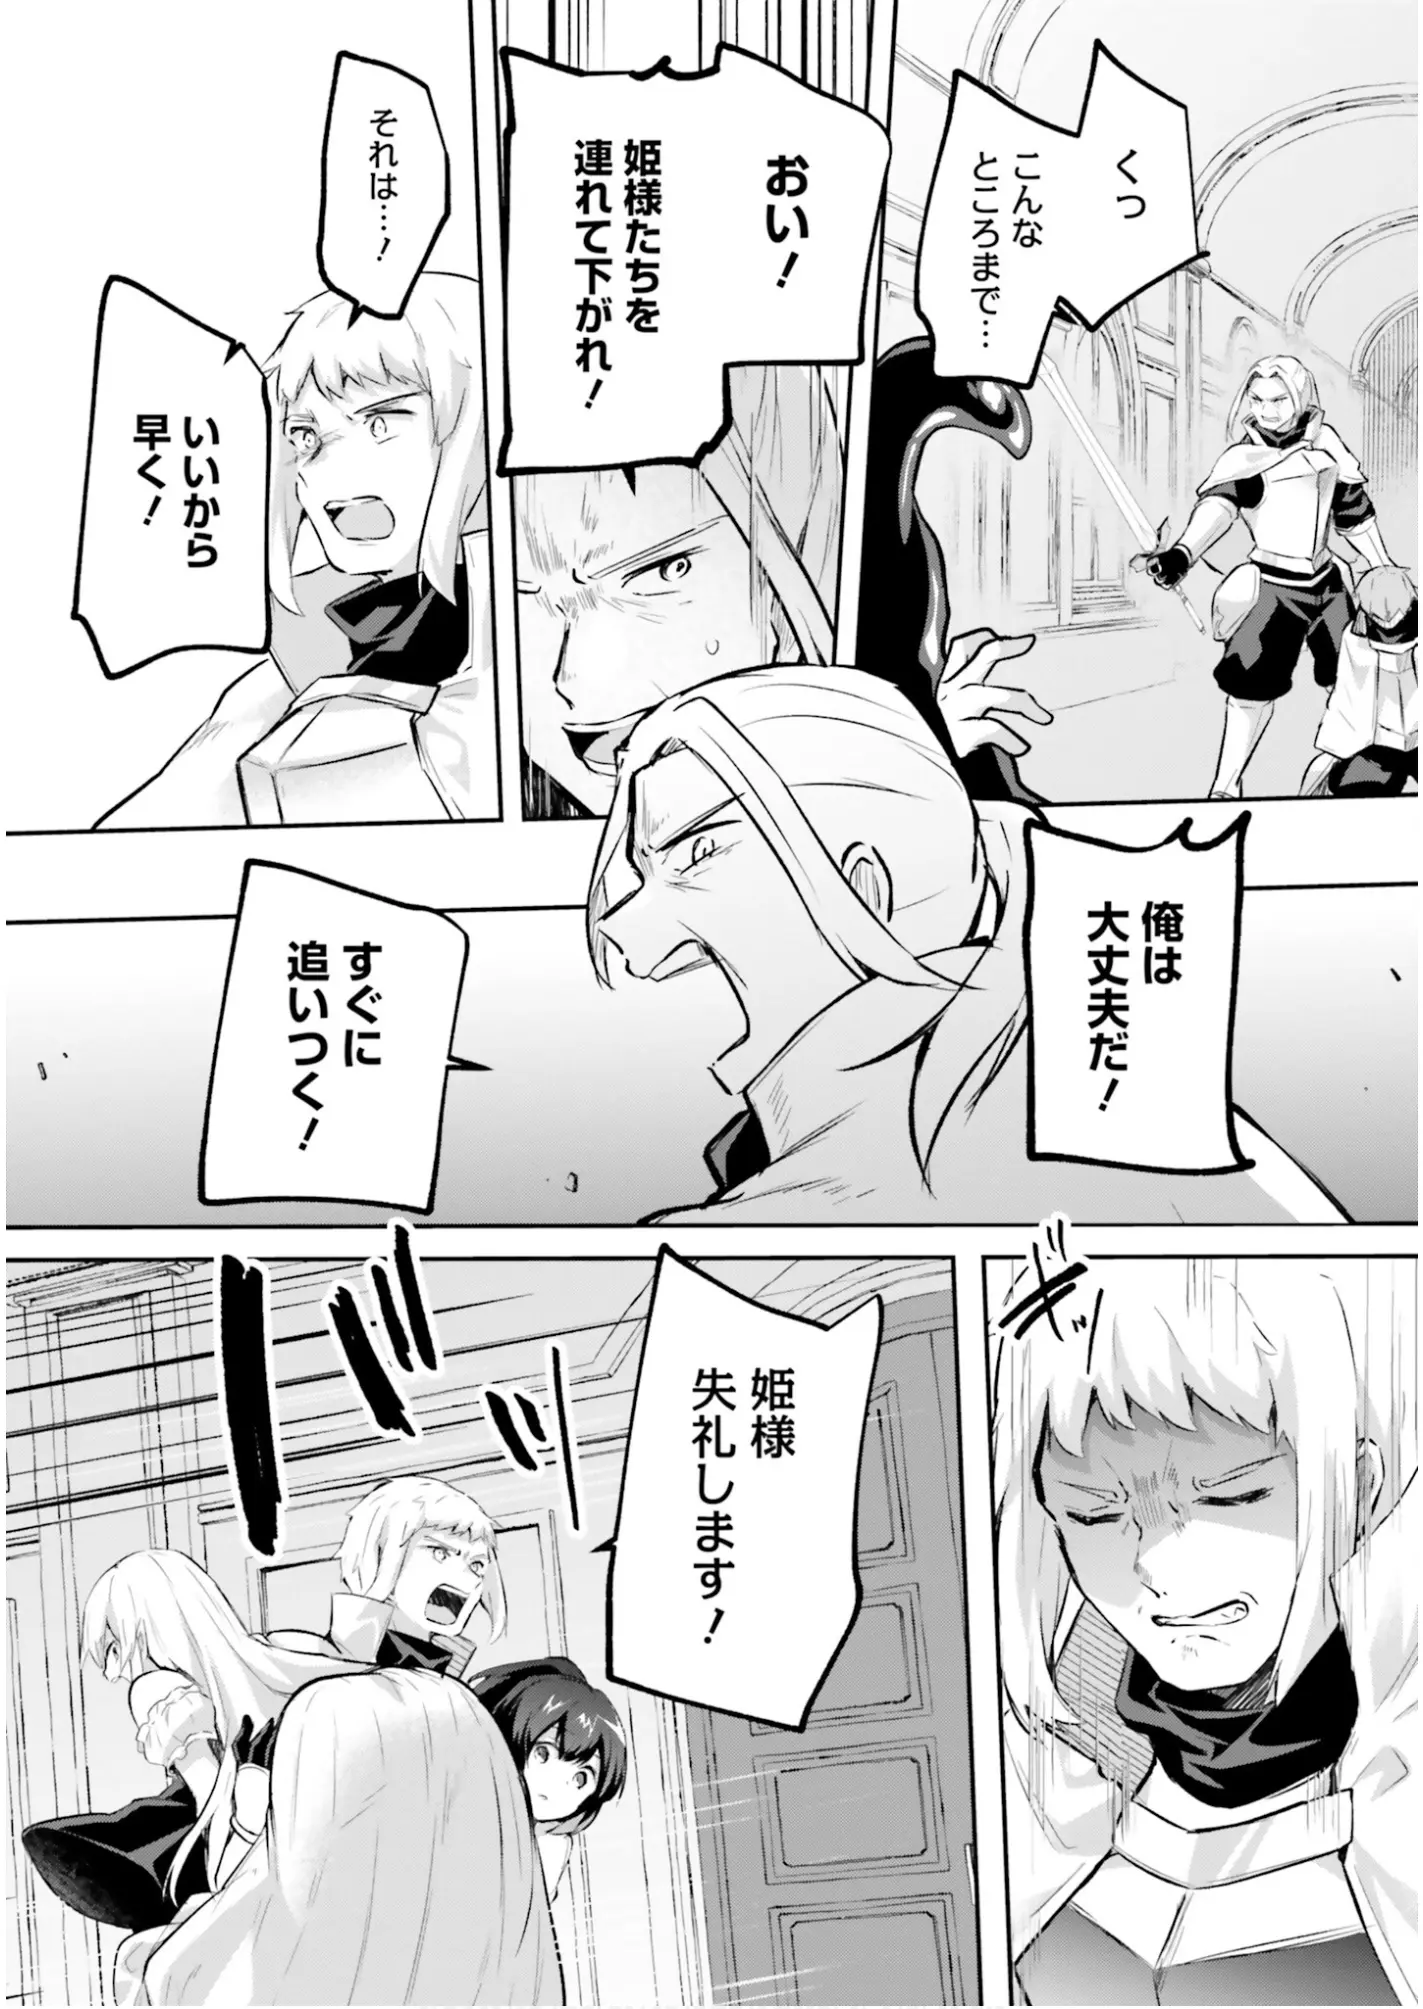 くっ
こんな
ところまで…
おい！
姫様たちを
連れて下がれ！
それは…！
いいから
早く！
俺は
大丈夫だ！
すぐに
追いつく！
ギッ
姫様
失礼します！